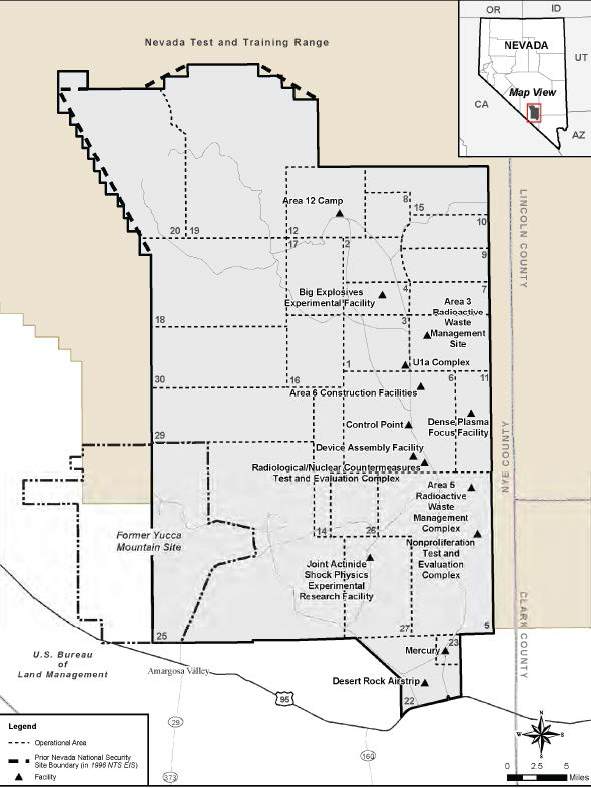 OR
ID
NEVADA
UT
Map View
CA
AZ
Nevada Test and Training Range
LINCOLN COUNTY
Area 12 Camp
8
15
10
20
19
12
17
2
9
Big Explosives
Experimental Facility
4
7
Area 3
Radioactive
Waste
Management
Site
18
3
U1a Complex
1
30
16
6
11
Area 6 Construction Facilities
Control Point
Dense Plasma
Focus Facility
29
Device Assembly Facility
Radiological/Nuclear Countermeasures
Test and Evaluation Complex
NYE COUNTY
Area 5
Radioactive
Waste
Management
Complex
14
26
Former Yucca
Mountain Site
Nonproliferation
Test and
Evaluation
Complex
Joint Actinide
Shock Physics
Experimental
Research Facility
CLARK COUNTY
25
27
5
U.S. Bureau
of
Land Management
Amargosa Valley
Mercury
23
Desert Rock Airstrip
22
95
29
160
373
Legend
Operational Area
Prior Nevada National Security
Site Boundary (in 1996 NTS EIS)
Facility
N
W
E
S
0
2.5
5
Miles